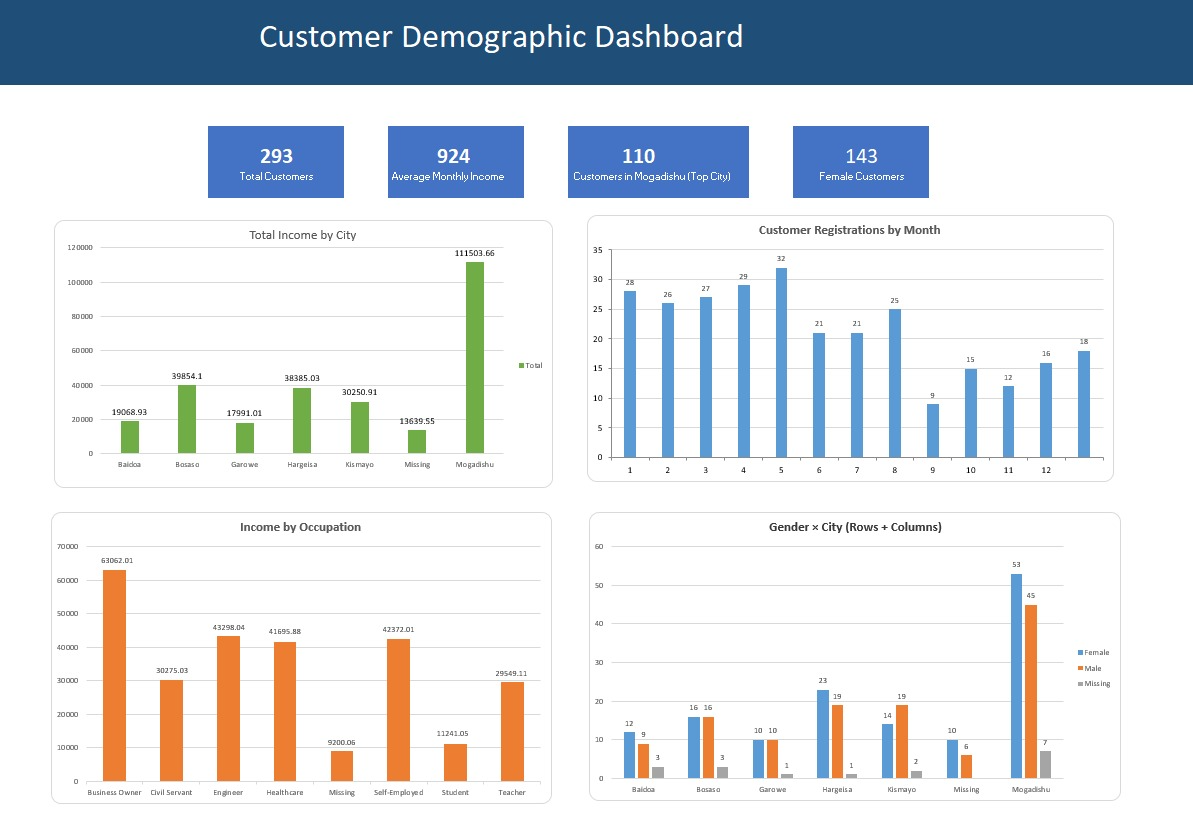 Customer Demographic Dashboard
293
Total Customers
924
Average Monthly Income
110
Customers in Mogadishu (Top City)
143
Female Customers
Total Income by City
120000
100000
80000
60000
40000
20000
0
19068.93
39854.1
17991.01
38385.03
30250.91
13639.55
111503.66
Baidoa
Bosaso
Garowe
Hargeisa
Kismayo
Missing
Mogadishu
Total
Customer Registrations by Month
35
30
25
20
15
10
5
0
28
26
27
29
32
21
21
25
9
15
12
16
18
1
2
3
4
5
6
7
8
9
10
11
12
Income by Occupation
70000
60000
50000
40000
30000
20000
10000
0
63062.01
30275.03
43298.04
41695.88
9200.06
42372.01
11241.05
29549.11
Business Owner
Civil Servant
Engineer
Healthcare
Missing
Self-Employed
Student
Teacher
Gender × City (Rows + Columns)
60
50
40
30
20
10
0
12
9
3
16
16
3
10
10
1
23
19
1
14
19
2
10
6
53
45
7
Baidoa
Bosaso
Garowe
Hargeisa
Kismayo
Missing
Mogadishu
Female
Male
Missing